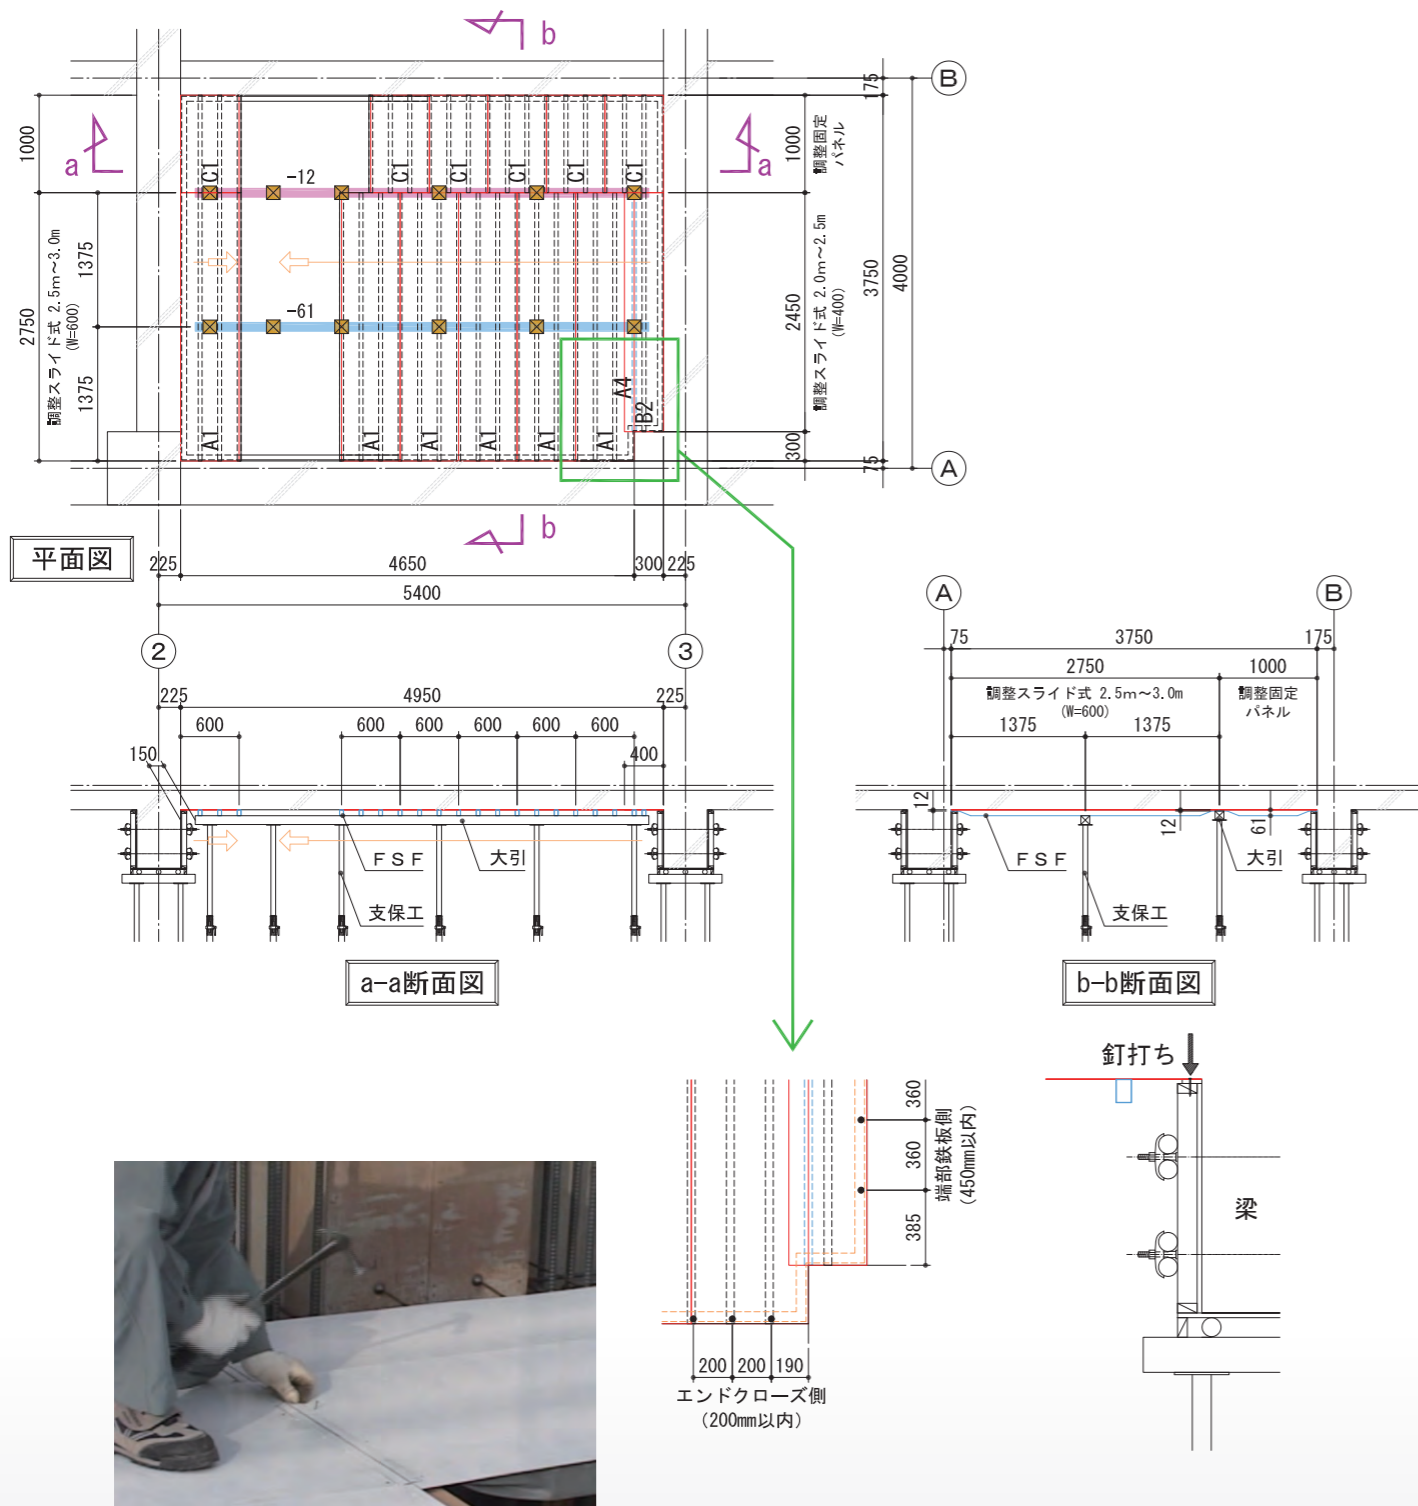 b
B
175
1000
a
C1
-12
C1
C1
C1
C1
C1
a
1000
調整固定
パネル
2750
調整スライド式 2.5m～3.0m
(W=600)
1375
1375
-61
2450
調整スライド式 2.0m～2.5m
(W=400)
3750
4000
A4
B2
A1
A1
A1
A1
A1
300
75
A
b
平面図
225
4650
300
225
5400
2
3
225
4950
225
600
600
600
600
600
600
150
400
FSF
大引
支保工
a-a断面図
A
B
75
3750
175
2750
1000
調整スライド式 2.5m～3.0m
(W=600)
調整固定
パネル
1375
1375
12
12
61
FSF
大引
支保工
b-b断面図
釘打ち
梁
360
360
385
端部鉄板側
(450mm以内)
200
200
190
エンドクローズ側
(200mm以内)